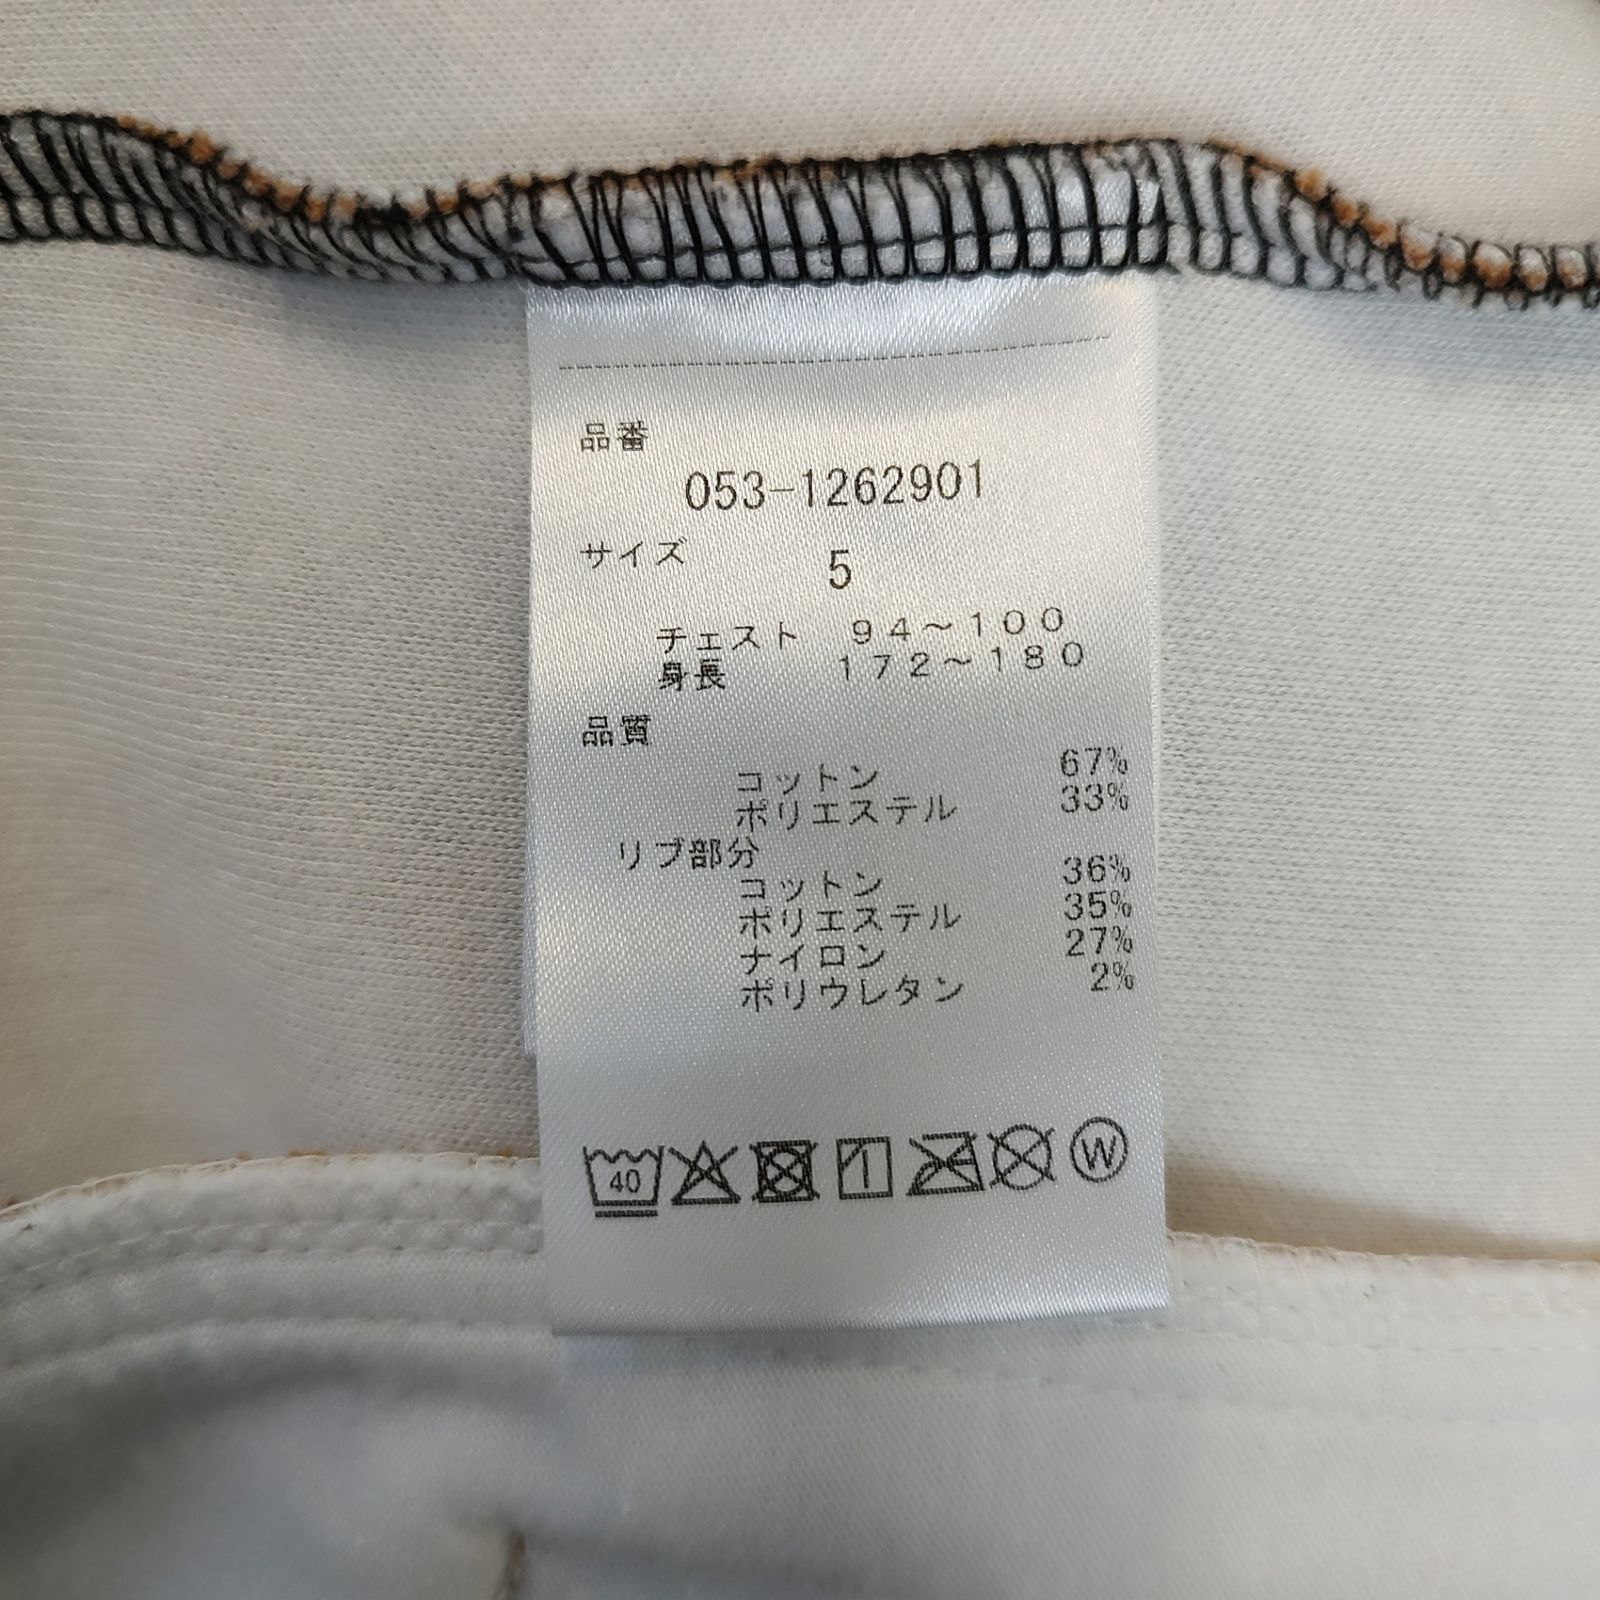 品番
053-1262901
サイズ 5
チェスト 94～100
身長 172～180
品質
コットン 67%
ポリエステル 33%
リブ部分
コットン 36%
ポリエステル 35%
ナイロン 27%
ポリウレタン 2%
40 W